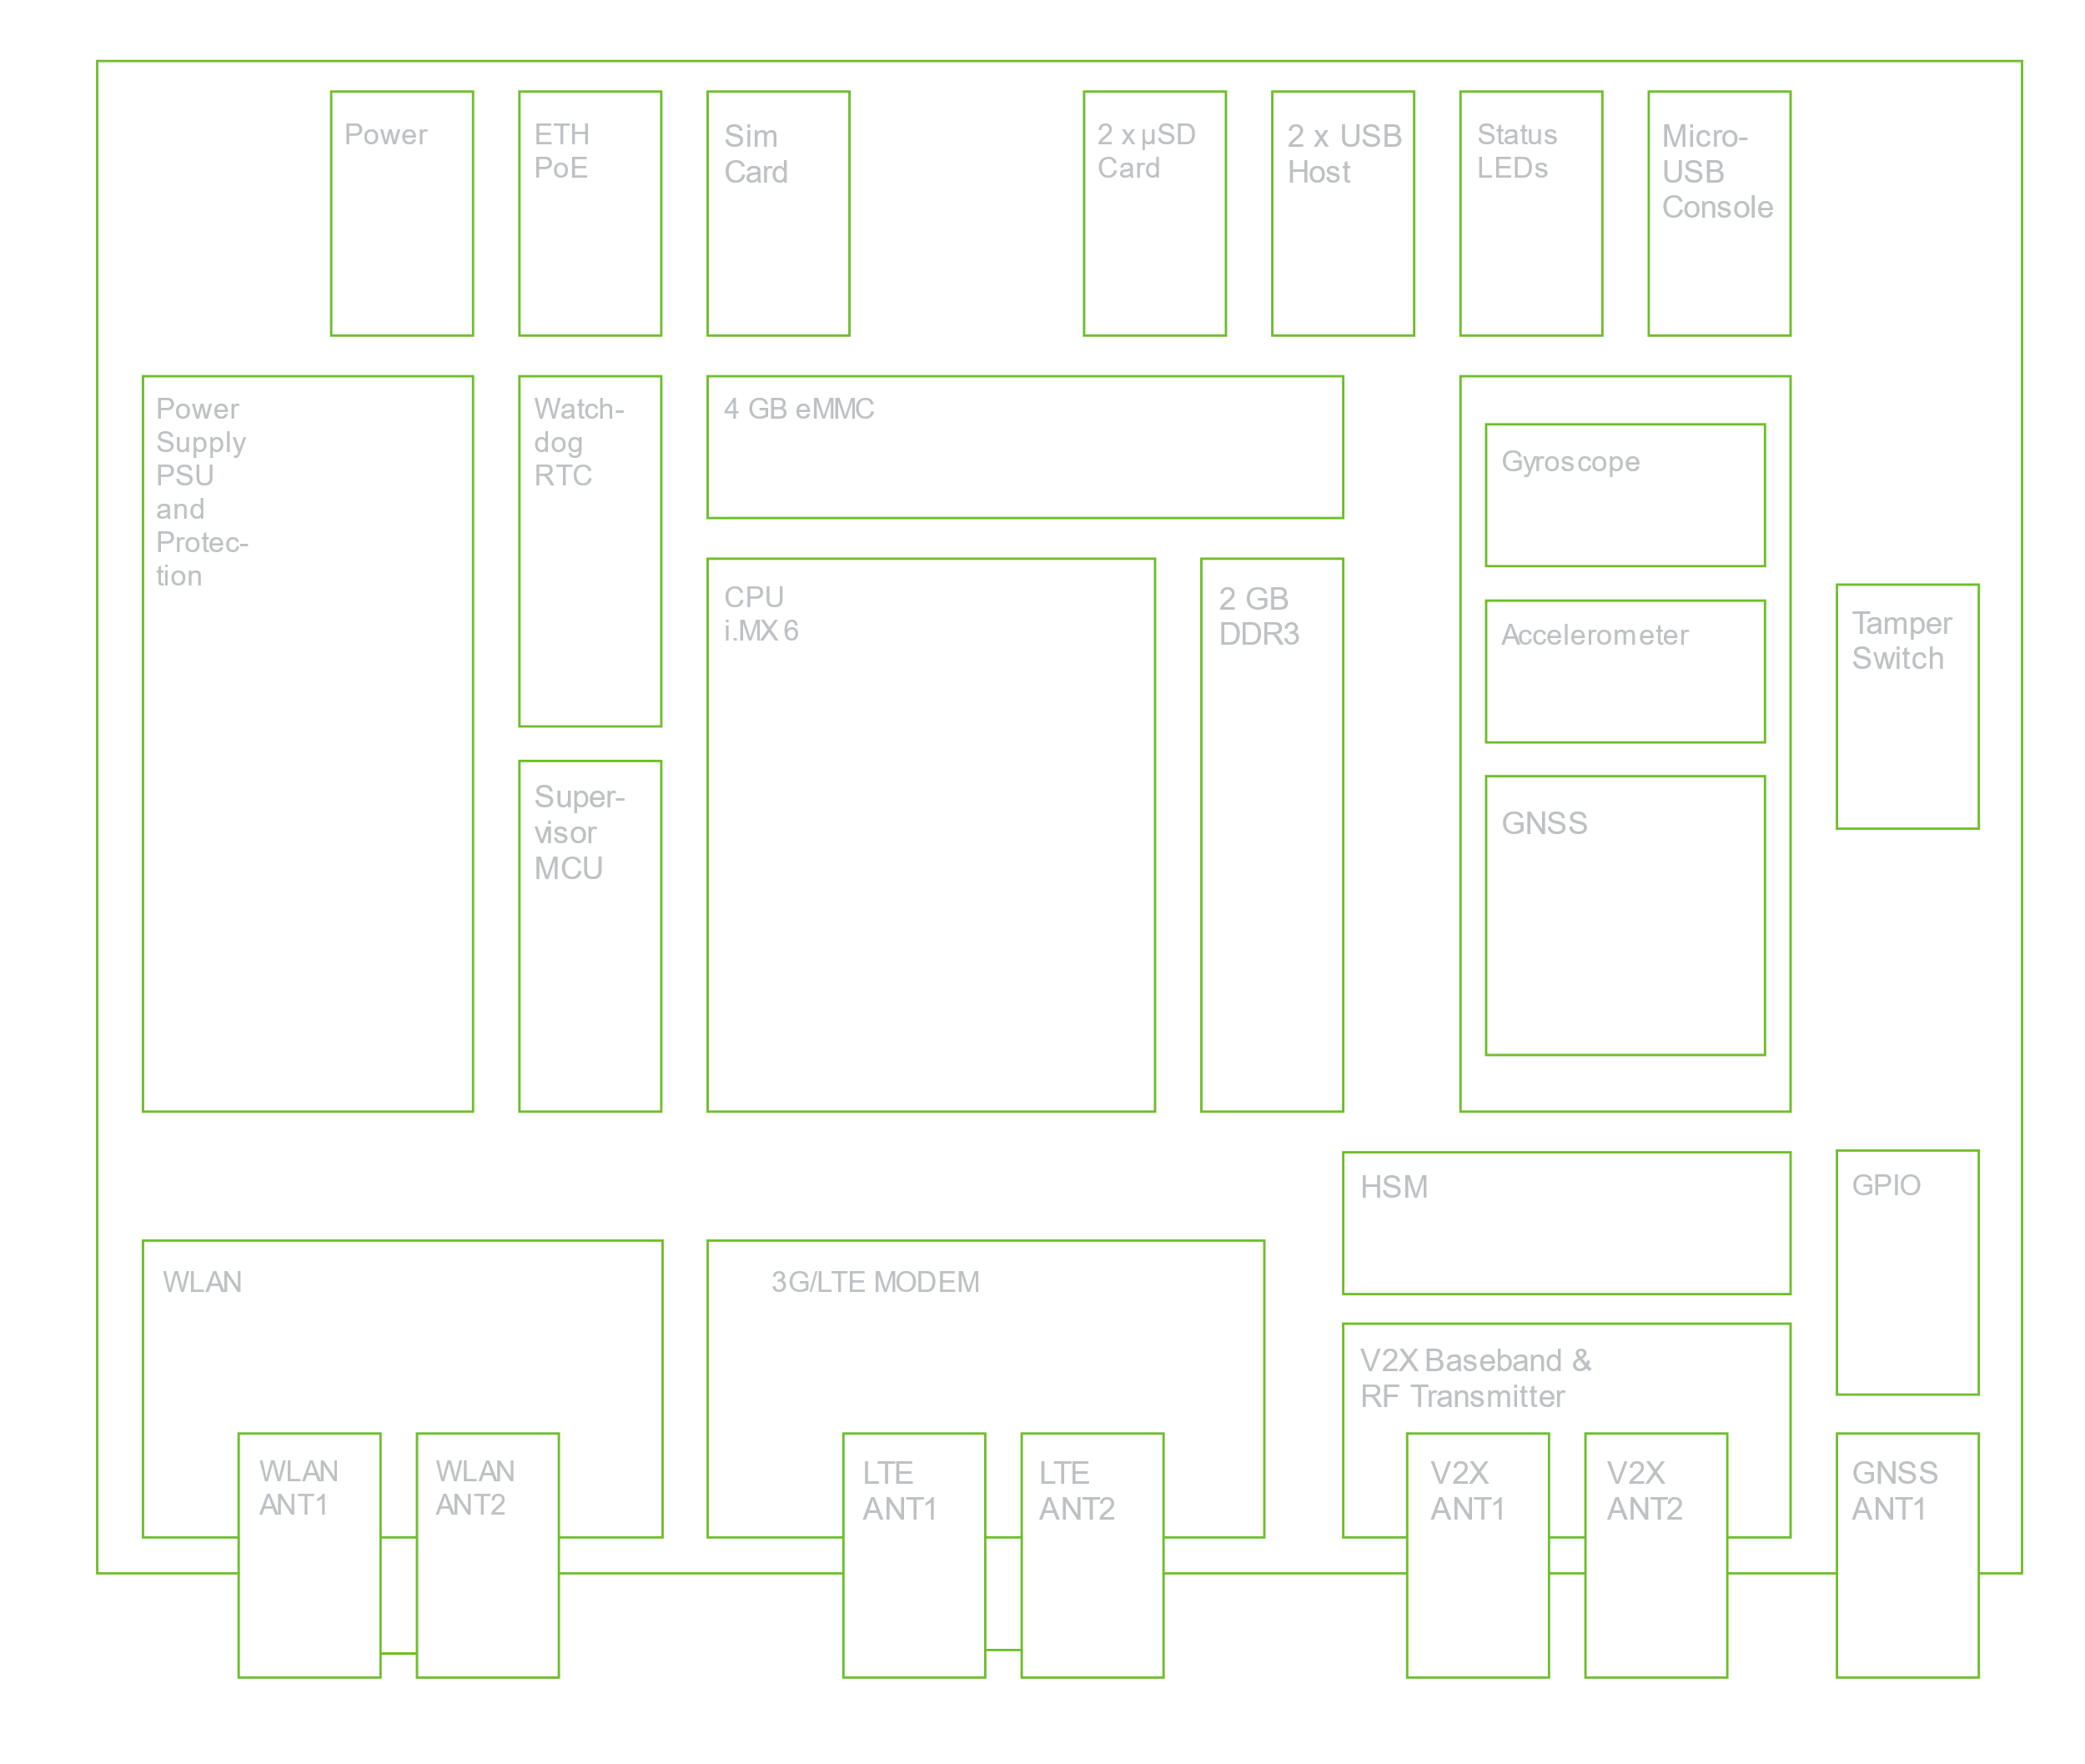 Power
ETH
PoE
Sim
Card
2 x µSD
Card
2 x USB
Host
Status
LEDs
Micro-
USB
Console
Power
Supply
PSU
and
Protec-
tion
Watch-
dog
RTC
4 GB eMMC
Gyroscope
CPU
i.MX 6
2 GB
DDR3
Accelerometer
Tamper
Switch
Super-
visor
MCU
GNSS
HSM
GPIO
WLAN
3G/LTE MODEM
V2X Baseband &
RF Transmitter
WLAN
ANT1
WLAN
ANT2
LTE
ANT1
LTE
ANT2
V2X
ANT1
V2X
ANT2
GNSS
ANT1